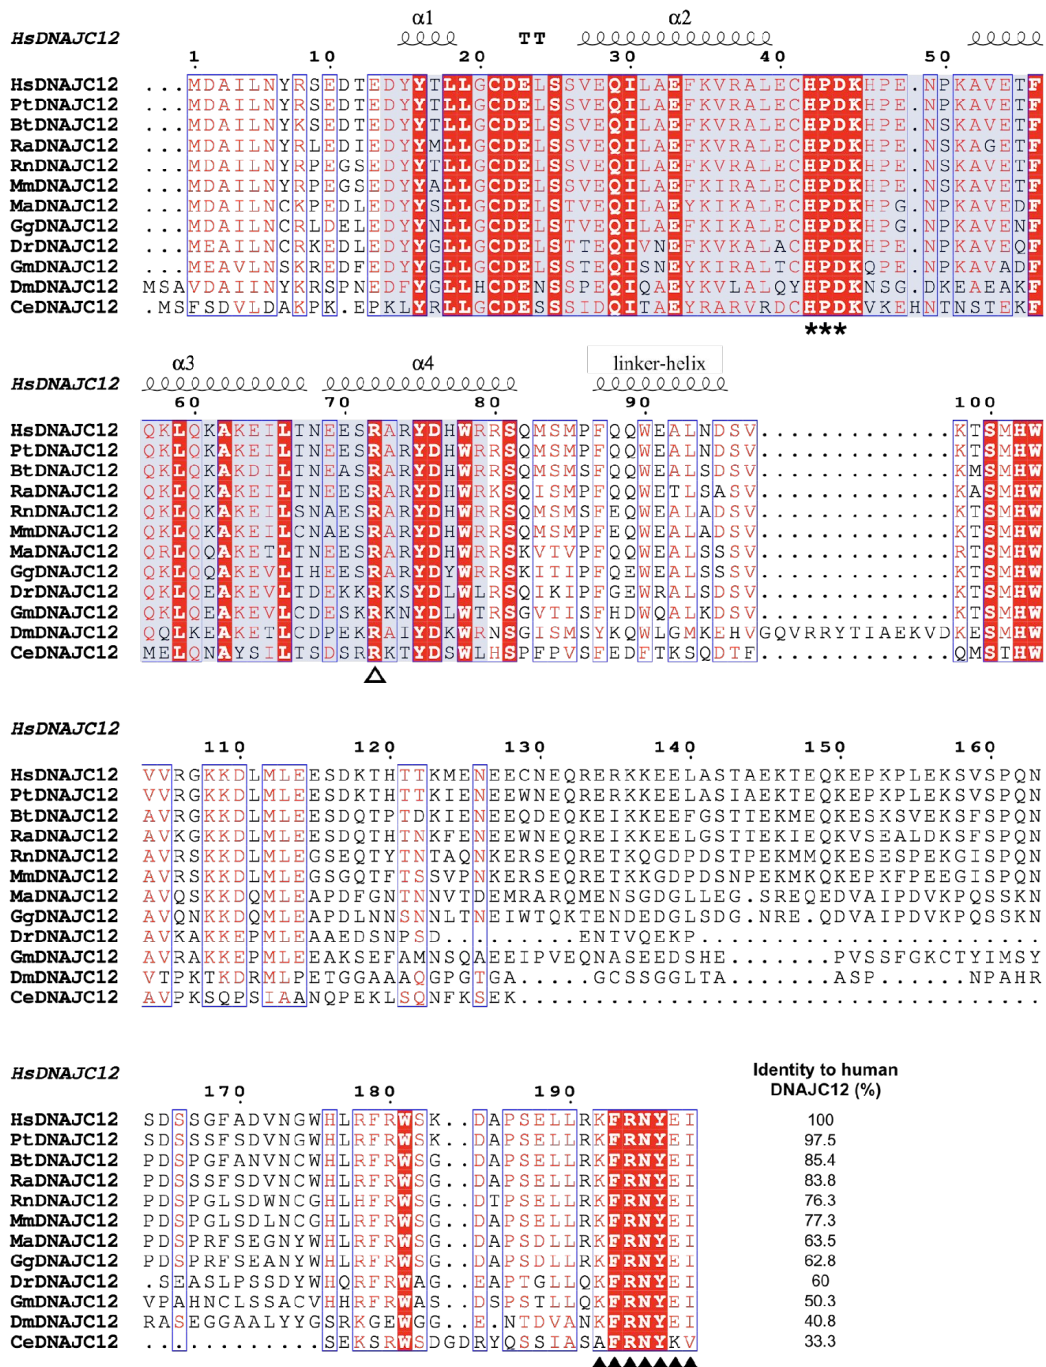 α1 α2
HsDNAJC12 TT
1 10 20 30 40 50
HsDNAJC12 ...MDAILNYRSEDTEDYYTLLGCDELSSVEQILAEFKVRALECHPDKHPE.NPKAVETF
PtDNAJC12 ...MDAILNYRSEDTEDYYTLLGCDELSSVEQILAEFKVRALECHPDKHPE.NPKAVETF
BtDNAJC12 ...MDAILNYKSEDTEDYYTLLGCDELSSVEQILAEFKVRALECHPDKHPE.NSKAVETF
RaDNAJC12 ...MDAILNYRLEDIEDYYMLLGCDELSSVEQILAEFKVRALECHPDKHPE.NSKAGETF
RnDNAJC12 ...MDAILNYRPEGSEDYYTLLGCDELSSVEQILAEFKVRALECHPDKHPE.NSKAVETF
MmDNAJC12 ...MDAILNYRPEGSEDYYALLGCDELSSVEQILAEFKIRALECHPDKHPE.NSKAVETF
MaDNAJC12 ...MDAILNCKPEDLEDYYSLLGCDELSTVEQILAEYKIKALECHPDKHPG.NPKAVEDF
GgDNAJC12 ...MDAILNCRLDELEDYYNLLGCDELSTVEQILAEFKVKALECHPDKHPG.NPKAVENF
DrDNAJC12 ...MEAILNCRKEDLEDYYGLLGCDELSTTEQIVNEFKIKALACHPDKHPE.NPKAVEQF
GmDNAJC12 ...MEAVLNSKREDFEDYYGLLGCDELSSTEQISNEYKIRALTCHPDKQPE.NPKAVADF
DmDNAJC12 MSAVDAIINYKRSPNEDFYGLLHCDENSSPEQIQAEYKVLALQYHPDKNSG.DKEAEAKF
CeDNAJC12 .MSFSDVLDAKPK.EPKLYRLLGCDESSSIDQITAEYRARVRDCHPDKVKEHNTNSTEKF
***
α3 α4 linker-helix
HsDNAJC12
60 70 80 90 100
HsDNAJC12 QKLQKAKEILTNEESRARYDHWRRSQMSMPFQQWEALNDSV.............KTSMHW
PtDNAJC12 QKLQKAKEILTNEESRARYDHWRRSQMSMPFQQWEALNDSV.............KTSMHW
BtDNAJC12 QKLQKAKDILTNEASRARYDHWRRSQMSMPFQQWEALSDSV.............KMSMHW
RaDNAJC12 QKLQKAKEILTNEESRARYDHWRKSQISMPFQQWETLSASV.............KASMHW
RnDNAJC12 QKLQKAKEILSNAESRARYDHWRRSQMSMSFEQWEALADSV.............KTSMHW
MmDNAJC12 QKLQKAKEILCNAESRARYDHWRRSQMSMPFEQWEALADSV.............KTSMHW
MaDNAJC12 QRLQQAKETLTNEESRARYDHWRRSKVTVPFQQWEALSSSV.............RTSMHW
GgDNAJC12 QKLQQAKEVLIHEESRARYDYWRRSKITIPFQEWEALSSSV.............KTSMHW
DrDNAJC12 QKLQEAKEVLTDEKSRKSYDLWLRSQIKIPFGEWRALSDSV.............KTSMHW
GmDNAJC12 QKLQEAKEVLCDESKRKNYDLWRTSGVTISFHDWQALKDSV.............KTSMHW
DmDNAJC12 QQLKEAKETLCDPEKRAIYDKWRNSGISMSYKQWLGMKEHVGQVRRYTIAEKVDKESMHW
CeDNAJC12 MELQNAYSILTSDSRRKTYDSWLHSPFPVSFEDFTKSQDTF.............QMSTHW
HsDNAJC12
110 120 130 140 150 160
HsDNAJC12 VVRGKKDLMLEESDKTHTTKMENEECNEQRERKKEELASTAEKTEQKEPKPLEKSVSPQN
PtDNAJC12 VVRGKKDLMLEESDKTHTTKIENEEWNEQRERKKEELASIAEKTEQKEPKPLEKSVSPQN
BtDNAJC12 AVRGKKDLMLEESDQTPTDKIENEEQDEQKEIKKEEFGSTTEKMEQKESKSVEKSFSPQN
RaDNAJC12 AVKGKKDLMLEESDQTHTNKFENEEWNEQREIKKEELGSTTEKIEQKVSEALDKSFSPQN
RnDNAJC12 AVRSKKDLMLEGSEQTYTNTAQNKERSEQRETKQGDPDSTPEKMMQKESESPEKGISPQN
MmDNAJC12 AVRSKKDLMLEGSGQTFTSSVPNKERSEQRETKKGDPDSNPEKMKQKEPKFPEEGISPQN
MaDNAJC12 AVQSKKDQMLEAPDFGNTNNVTDEMRARQMENSGDGLLEG.SREQEDVAIPDVKPQSSKN
GgDNAJC12 AVQNKKDQMLEAPDLNNSNNLTNEIWTQKTENDEDGLSDG.NRE.QDVAIPDVKPQSSKN
DrDNAJC12 AVKAKKEPMLEAAEDSNPSD.........ENTVQEKP.......................
GmDNAJC12 AVRAKKEPMLEEAKSEFAMNSQAEEIPVEQNASEEDSHE.......PVSSFGKCTYIMSY
DmDNAJC12 VTPKTKDRMLPETGGAAAQGPGTGA.....GCSSGGLTA.......ASP......NPAHR
CeDNAJC12 AVPKSQPSIAANQPEKLSQNFKSEK...................................
HsDNAJC12
170 180 190
Identity to human
DNAJC12 (%)
HsDNAJC12 SDSSGFADVNGWHLRFRWSK..DAPSELLRKFRNYEI 100
PtDNAJC12 SDSSSFSDVNGWHLRFRWSK..DAPSELLRKFRNYEI 97.5
BtDNAJC12 PDSPGFANVNCWHLRFRWSG..DAPSELLRKFRNYEI 85.4
RaDNAJC12 PDSSSFSDVNCWHLRFRWSG..DAPSELLRKFRNYEI 83.8
RnDNAJC12 PDSPGLSDWNCGHLHFRWSG..DTPSELLRKFRNYEI 76.3
MmDNAJC12 PDSPGLSDLNCGHLRFRWSG..DAPSELLRKFRNYEI 77.3
MaDNAJC12 PDSPRFSEGNYWHLRFRWSG..DAPSDLLRKFRNYEI 63.5
GgDNAJC12 PDSPRFSEANYWHLRFRWSG..DAPSDLLRKFRNYEI 62.8
DrDNAJC12 .SEASLPSSDYWHQRFRWAG..EAPTGLLQKFRNYEI 60
GmDNAJC12 VPAHNCLSSACVHHRFRWAS..DSPSTLLQKFRNYEI 50.3
DmDNAJC12 RASEGGAALYYGSRKGEWGG..E.NTDVANKFRNYEI 40.8
CeDNAJC12 ............SEKSRWSDGDRYQSSIASAFRNYKV 33.3